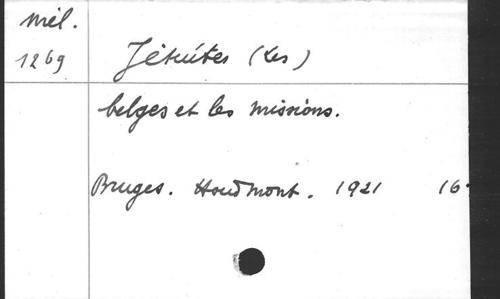 Mél.
1269
Jésuites (Les)
belges et les missions.
Bruges. Houdmont. 1921 16.